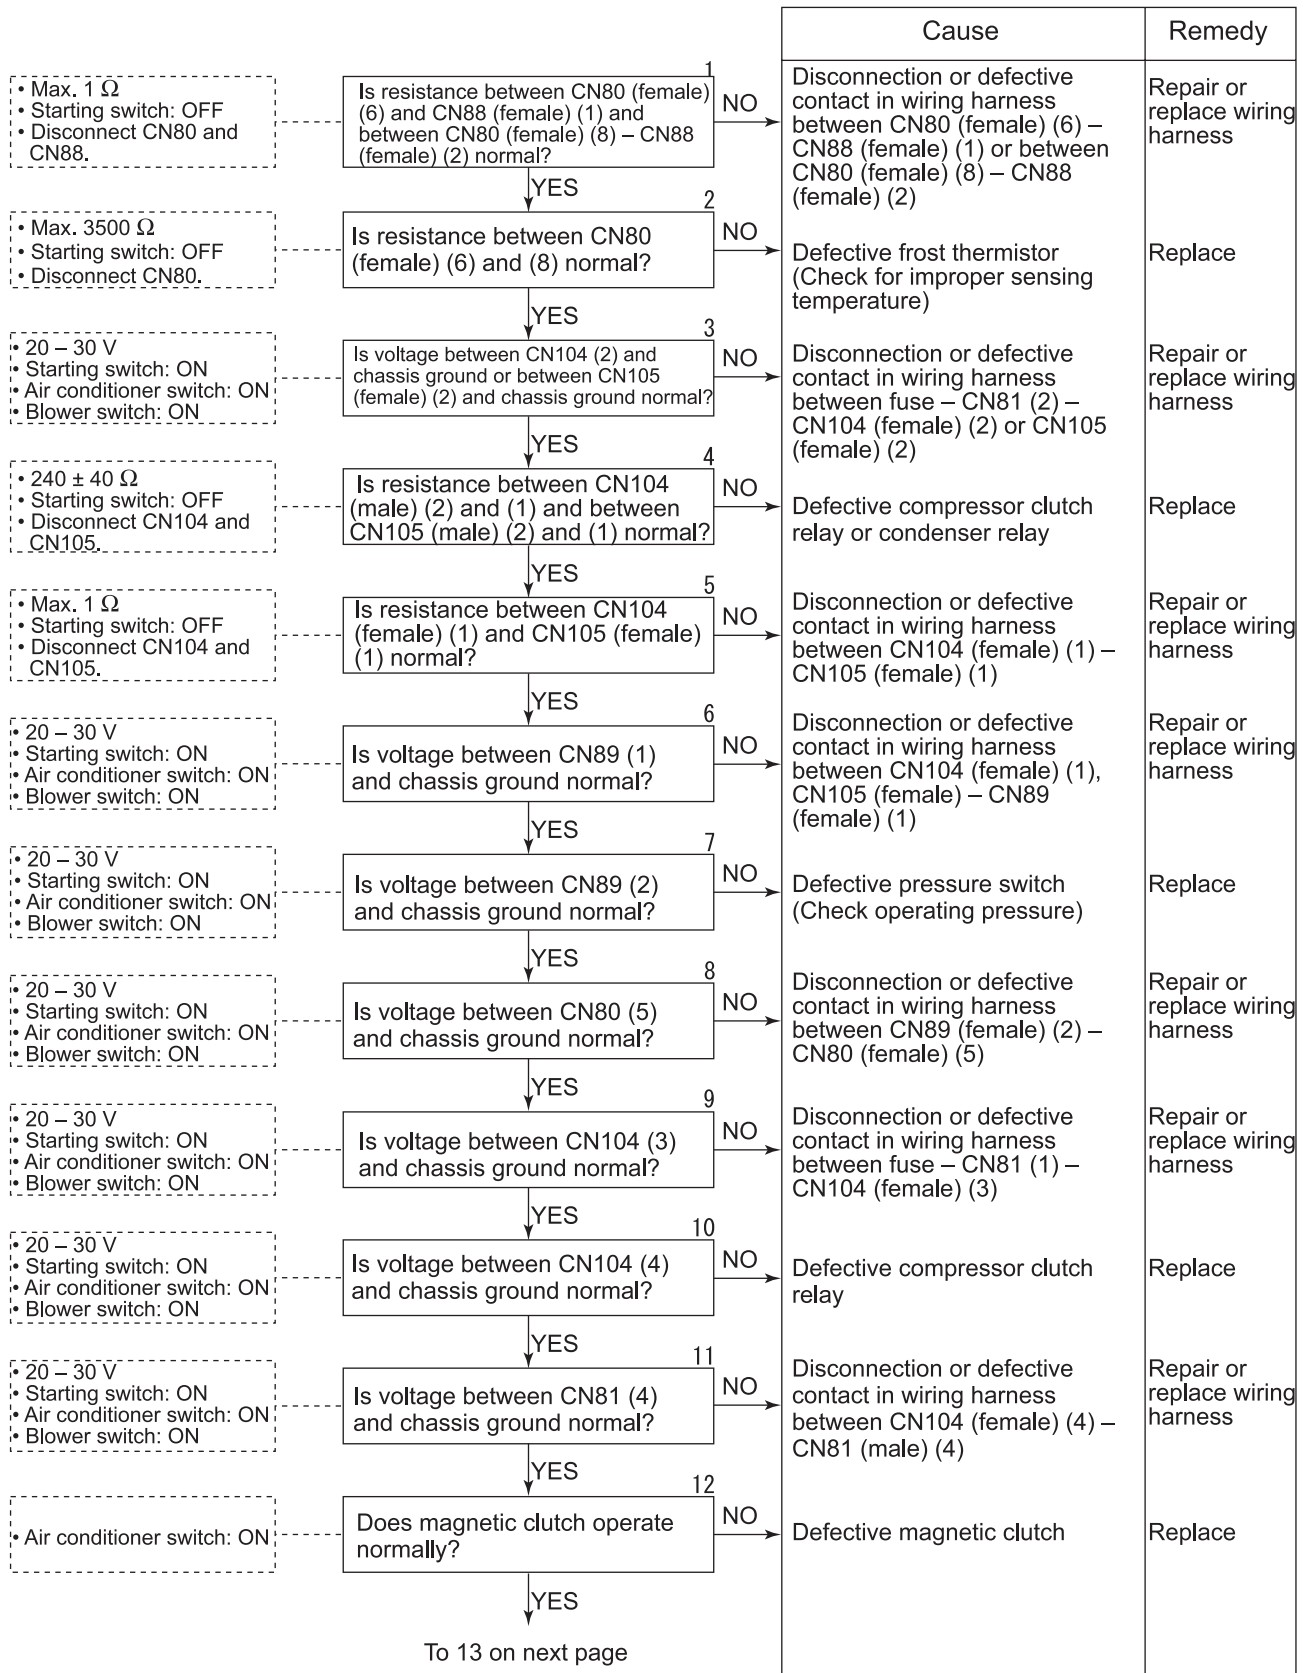 Cause
Remedy
• Max. 1 Ω
• Starting switch: OFF
• Disconnect CN80 and
CN88.
1
Is resistance between CN80 (female)
(6) and CN88 (female) (1) and
between CN80 (female) (8) – CN88
(female) (2) normal?
NO
YES
Disconnection or defective
contact in wiring harness
between CN80 (female) (6) –
CN88 (female) (1) or between
CN80 (female) (8) – CN88
(female) (2)
Repair or
replace wiring
harness
• Max. 3500 Ω
• Starting switch: OFF
• Disconnect CN80.
2
Is resistance between CN80
(female) (6) and (8) normal?
NO
YES
Defective frost thermistor
(Check for improper sensing
temperature)
Replace
• 20 – 30 V
• Starting switch: ON
• Air conditioner switch: ON
• Blower switch: ON
3
Is voltage between CN104 (2) and
chassis ground or between CN105
(female) (2) and chassis ground normal?
NO
YES
Disconnection or defective
contact in wiring harness
between fuse – CN81 (2) –
CN104 (female) (2) or CN105
(female) (2)
Repair or
replace wiring
harness
• 240 ± 40 Ω
• Starting switch: OFF
• Disconnect CN104 and
CN105.
4
Is resistance between CN104
(male) (2) and (1) and between
CN105 (male) (2) and (1) normal?
NO
YES
Defective compressor clutch
relay or condenser relay
Replace
• Max. 1 Ω
• Starting switch: OFF
• Disconnect CN104 and
CN105.
5
Is resistance between CN104
(female) (1) and CN105 (female)
(1) normal?
NO
YES
Disconnection or defective
contact in wiring harness
between CN104 (female) (1) –
CN105 (female) (1)
Repair or
replace wiring
harness
• 20 – 30 V
• Starting switch: ON
• Air conditioner switch: ON
• Blower switch: ON
6
Is voltage between CN89 (1)
and chassis ground normal?
NO
YES
Disconnection or defective
contact in wiring harness
between CN104 (female) (1),
CN105 (female) – CN89
(female) (1)
Repair or
replace wiring
harness
• 20 – 30 V
• Starting switch: ON
• Air conditioner switch: ON
• Blower switch: ON
7
Is voltage between CN89 (2)
and chassis ground normal?
NO
YES
Defective pressure switch
(Check operating pressure)
Replace
• 20 – 30 V
• Starting switch: ON
• Air conditioner switch: ON
• Blower switch: ON
8
Is voltage between CN80 (5)
and chassis ground normal?
NO
YES
Disconnection or defective
contact in wiring harness
between CN89 (female) (2) –
CN80 (female) (5)
Repair or
replace wiring
harness
• 20 – 30 V
• Starting switch: ON
• Air conditioner switch: ON
• Blower switch: ON
9
Is voltage between CN104 (3)
and chassis ground normal?
NO
YES
Disconnection or defective
contact in wiring harness
between fuse – CN81 (1) –
CN104 (female) (3)
Repair or
replace wiring
harness
• 20 – 30 V
• Starting switch: ON
• Air conditioner switch: ON
• Blower switch: ON
10
Is voltage between CN104 (4)
and chassis ground normal?
NO
YES
Defective compressor clutch
relay
Replace
• 20 – 30 V
• Starting switch: ON
• Air conditioner switch: ON
• Blower switch: ON
11
Is voltage between CN81 (4)
and chassis ground normal?
NO
YES
Disconnection or defective
contact in wiring harness
between CN104 (female) (4) –
CN81 (male) (4)
Repair or
replace wiring
harness
• Air conditioner switch: ON
12
Does magnetic clutch operate
normally?
NO
YES
Defective magnetic clutch
Replace
To 13 on next page